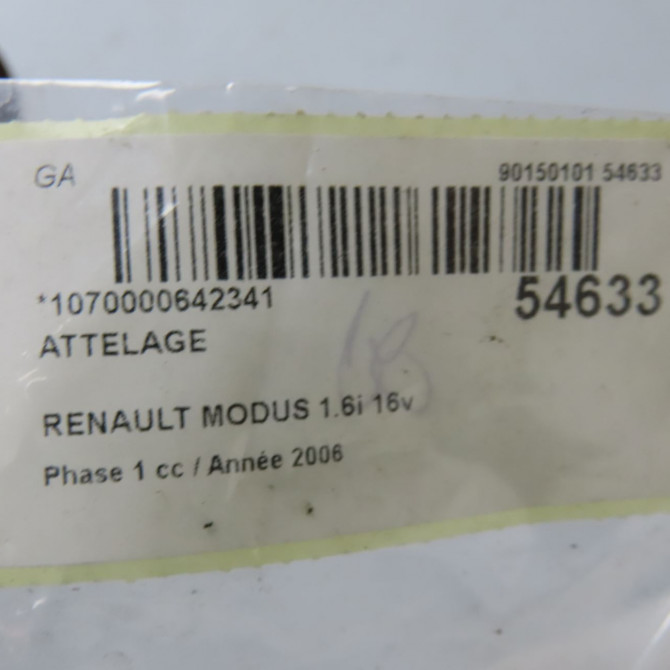 GA 90150101 54633
*1070000642341 54633
ATTELAGE
RENAULT MODUS 1.6i 16v
Phase 1 cc / Année 2006